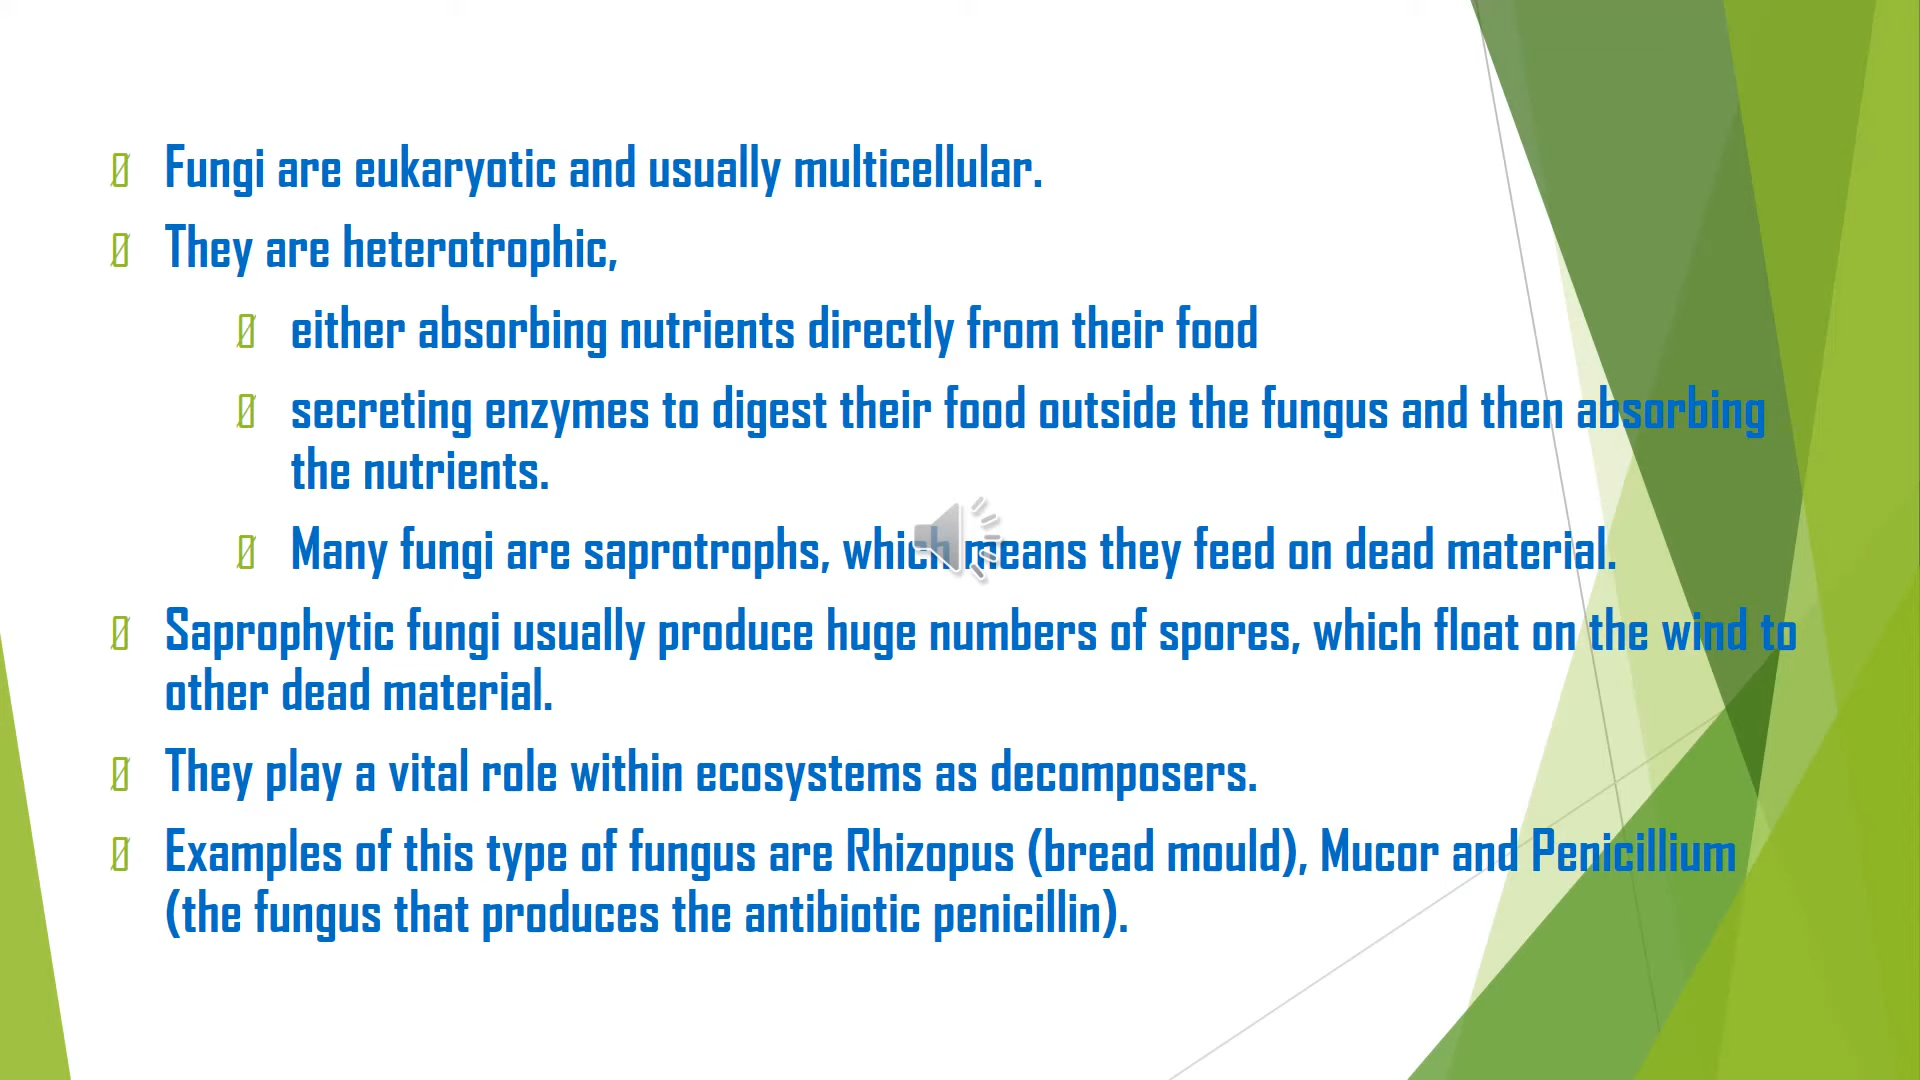 Fungi are eukaryotic and usually multicellular.
They are heterotrophic,
either absorbing nutrients directly from their food
secreting enzymes to digest their food outside the fungus and then absorbing
the nutrients.
Many fungi are saprotrophs, which means they feed on dead material.
Saprophytic fungi usually produce huge numbers of spores, which float on the wind to
other dead material.
They play a vital role within ecosystems as decomposers.
Examples of this type of fungus are Rhizopus (bread mould), Mucor and Penicillium
(the fungus that produces the antibiotic penicillin).